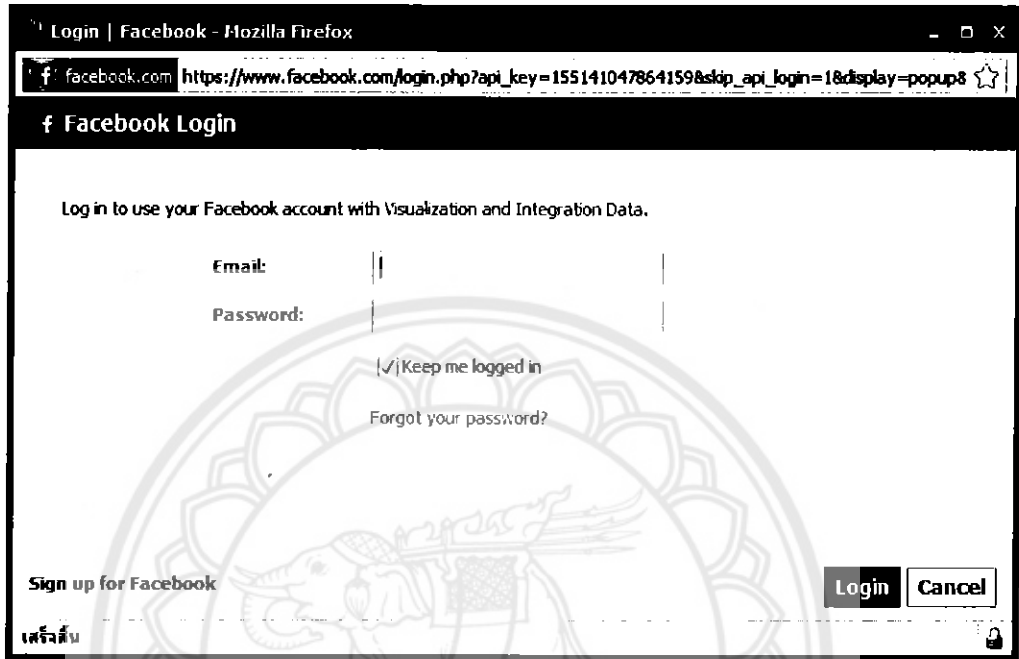 Login | Facebook - Mozilla Firefox
f facebook.com https://www.facebook.com/login.php?api_key=155141047864159&skip_api_login=1&display=popup&
f Facebook Login
Log in to use your Facebook account with Visualization and Integration Data.
Email:
Password:
Keep me logged in
Forgot your password?
Sign up for Facebook
Login Cancel
เสร็จสิ้น